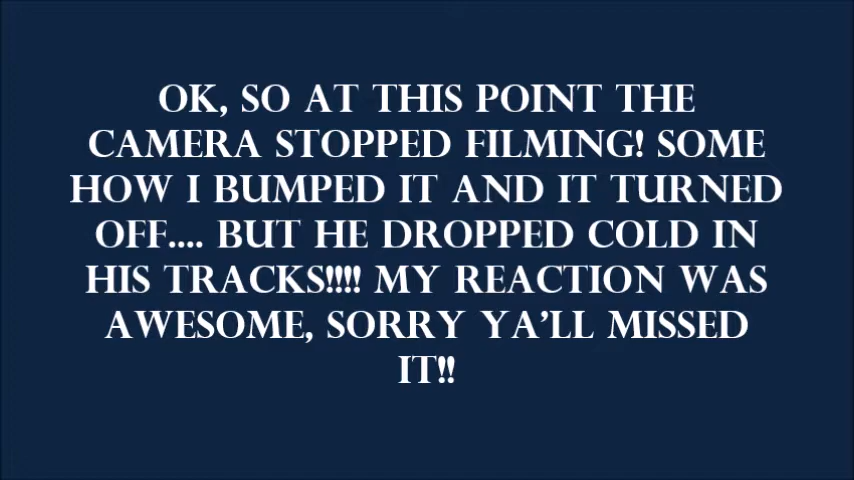 OK, SO AT THIS POINT THE
CAMERA STOPPED FILMING! SOME
HOW I BUMPED IT AND IT TURNED
OFF.... BUT HE DROPPED COLD IN
HIS TRACKS!!!! MY REACTION WAS
AWESOME, SORRY YA'LL MISSED
IT!!